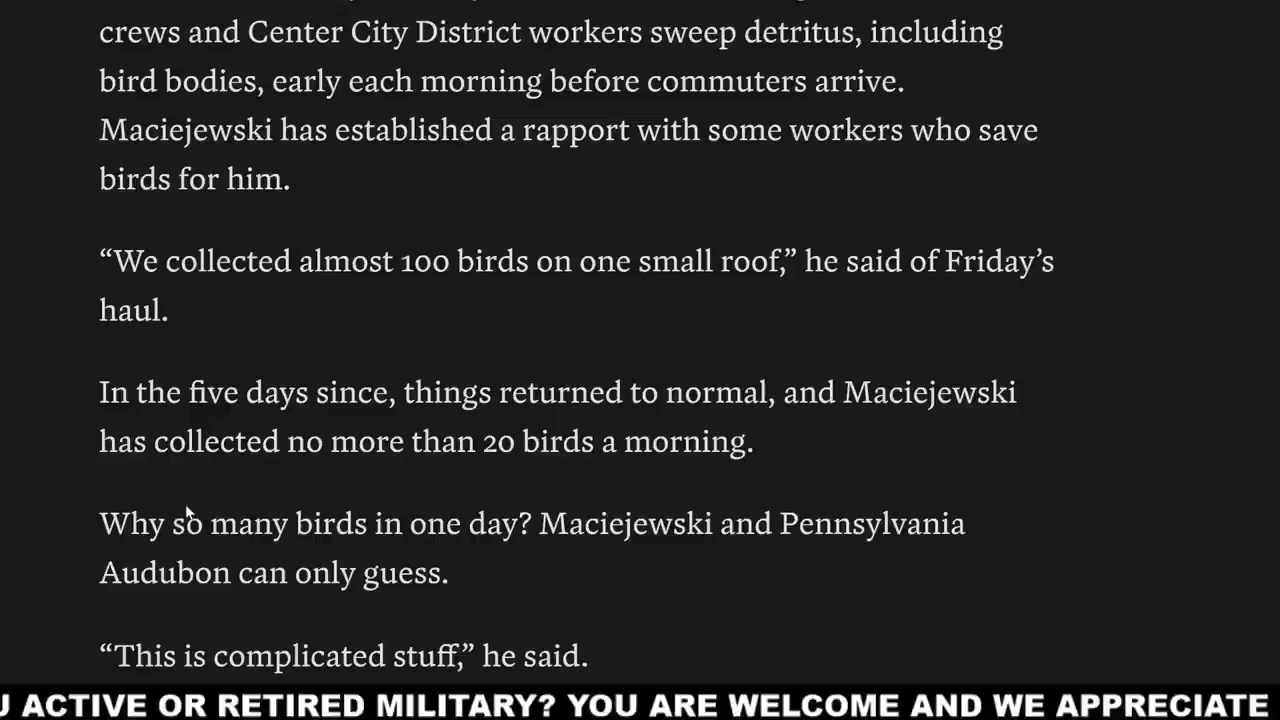 crews and Center City District workers sweep detritus, including
bird bodies, early each morning before commuters arrive.
Maciejewski has established a rapport with some workers who save
birds for him.
“We collected almost 100 birds on one small roof,” he said of Friday’s
haul.
In the five days since, things returned to normal, and Maciejewski
has collected no more than 20 birds a morning.
Why so many birds in one day? Maciejewski and Pennsylvania
Audubon can only guess.
“This is complicated stuff,” he said.
ACTIVE OR RETIRED MILITARY? YOU ARE WELCOME AND WE APPRECIATE